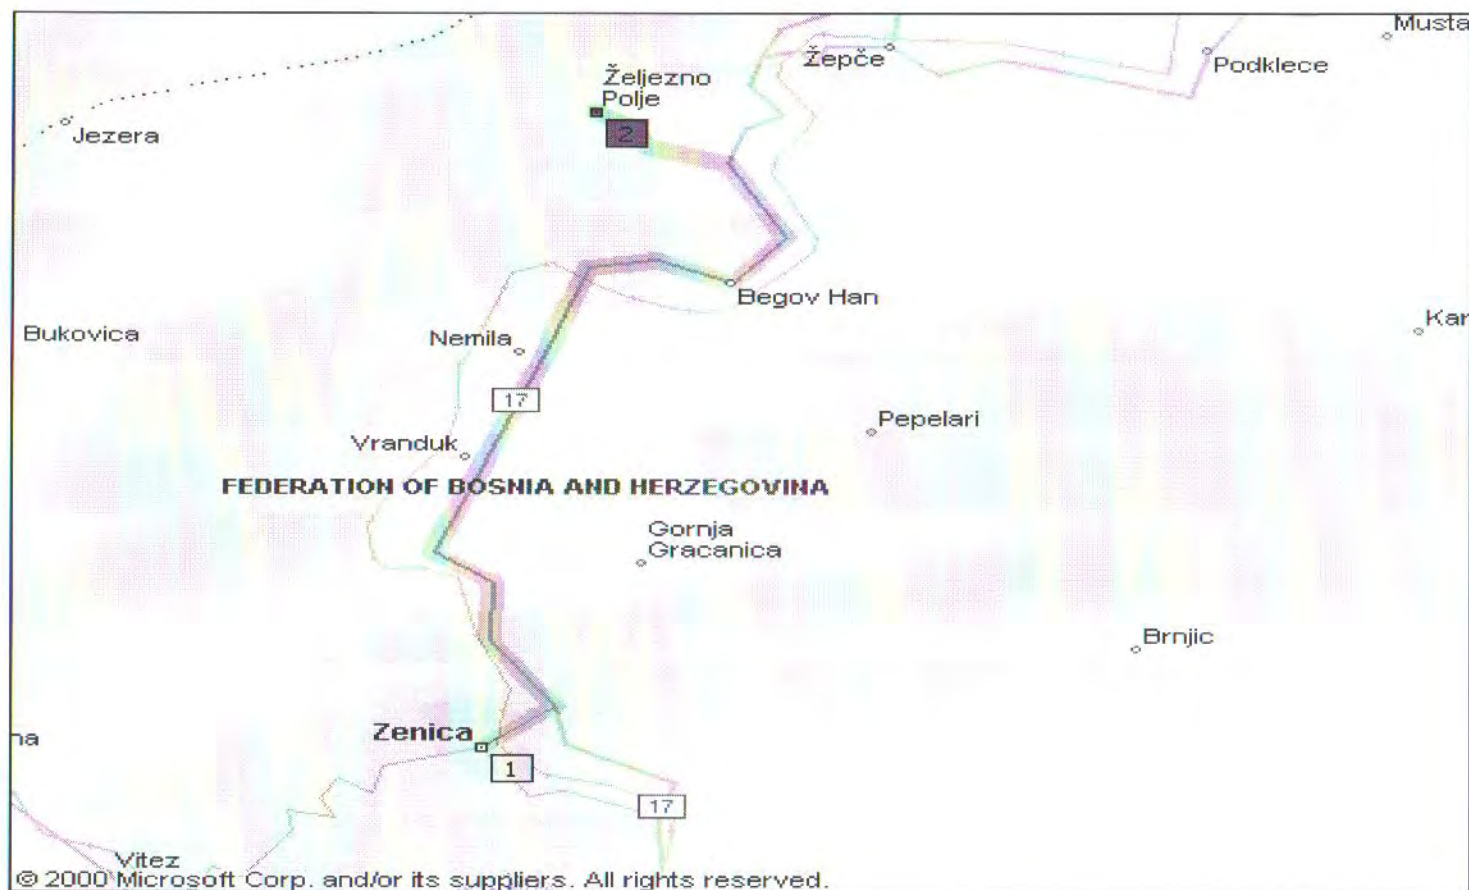 Musta
Žepče
Podklece
Željezno
Polje
2
Jezera
Begov Han
Kar
Bukovica
Nemila
17
Pepelari
Vranduk
FEDERATION OF BOSNIA AND HERZEGOVINA
Gornja
Gracanica
Brnjic
Zenica
na
1
17
Vitez
© 2000 Microsoft Corp. and/or its suppliers. All rights reserved.